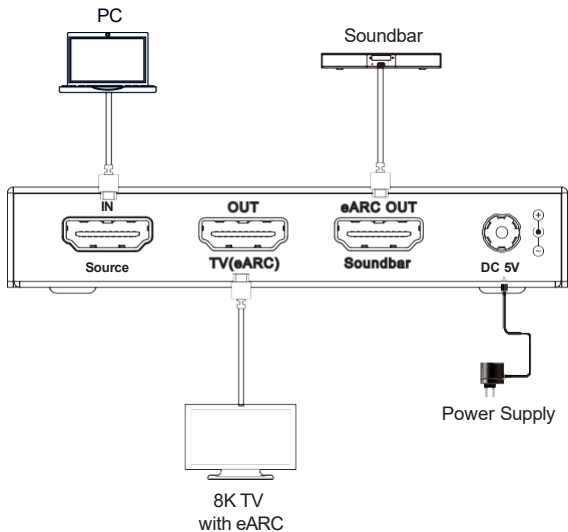 PC
Soundbar
IN
OUT
eARC OUT
Source
TV(eARC)
Soundbar
DC 5V
Power Supply
8K TV
with eARC